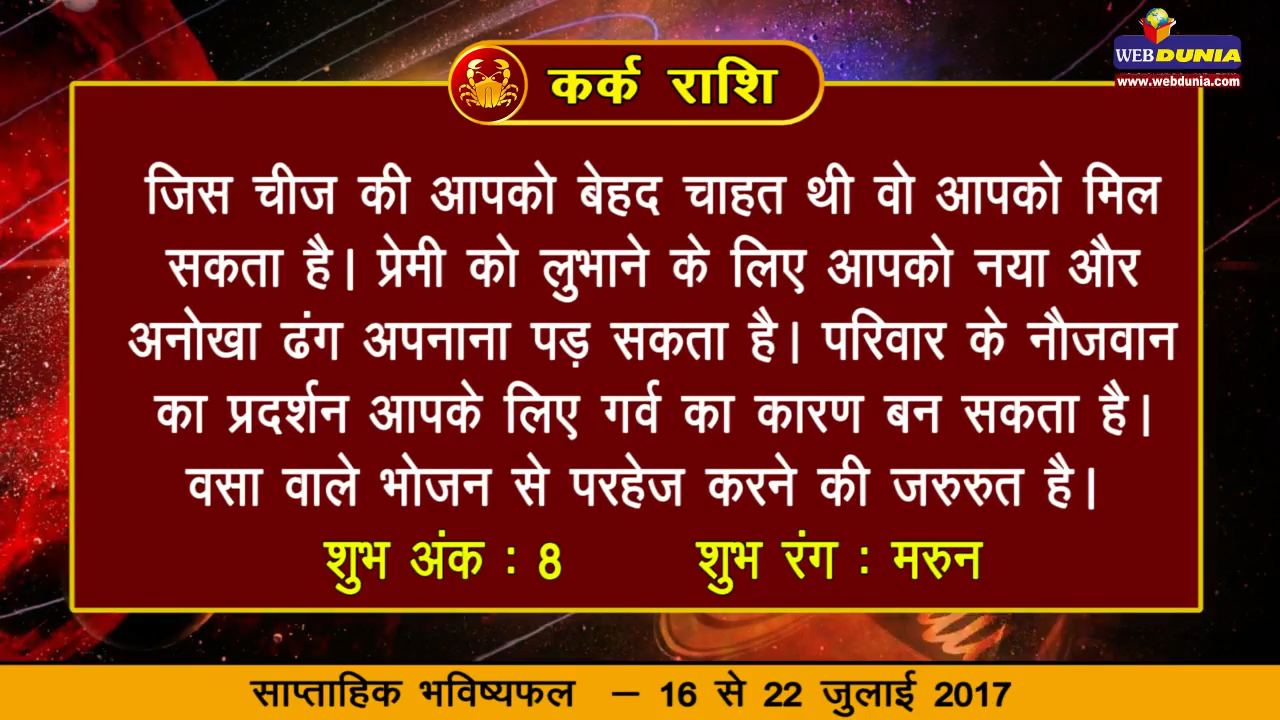 WEBDUNIA
www.webdunia.com
कर्क राशि
जिस चीज की आपको बेहद चाहत थी वो आपको मिल
सकता है। प्रेमी को लुभाने के लिए आपको नया और
अनोखा ढंग अपनाना पड़ सकता है। परिवार के नौजवान
का प्रदर्शन आपके लिए गर्व का कारण बन सकता है।
वसा वाले भोजन से परहेज करने की जरुरुत है।
शुभ अंक : 8 शुभ रंग : मरुन
साप्ताहिक भविष्यफल – 16 से 22 जुलाई 2017